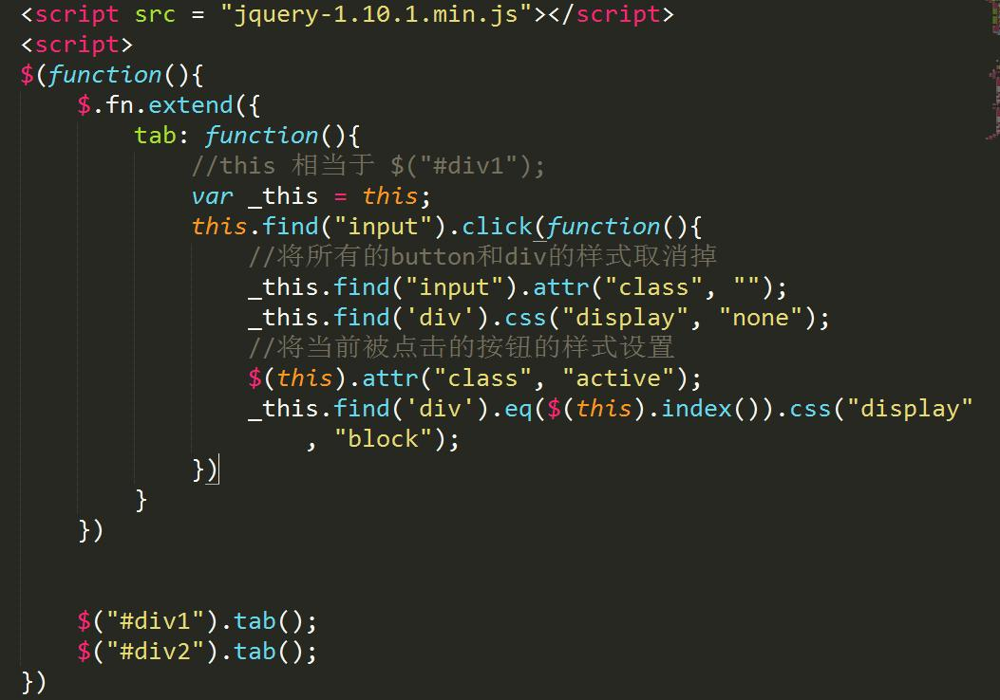 <script src = "jquery-1.10.1.min.js"></script>
<script>
$(function(){
    $.fn.extend({
        tab: function(){
            //this 相当于 $("#div1");
            var _this = this;
            this.find("input").click(function(){
                //将所有的button和div的样式取消掉
                _this.find("input").attr("class", "");
                _this.find('div').css("display", "none");
                //将当前被点击的按钮的样式设置
                $(this).attr("class", "active");
                _this.find('div').eq($(this).index()).css("display"
                    , "block");
            })
        }
    })
    $("#div1").tab();
    $("#div2").tab();
})